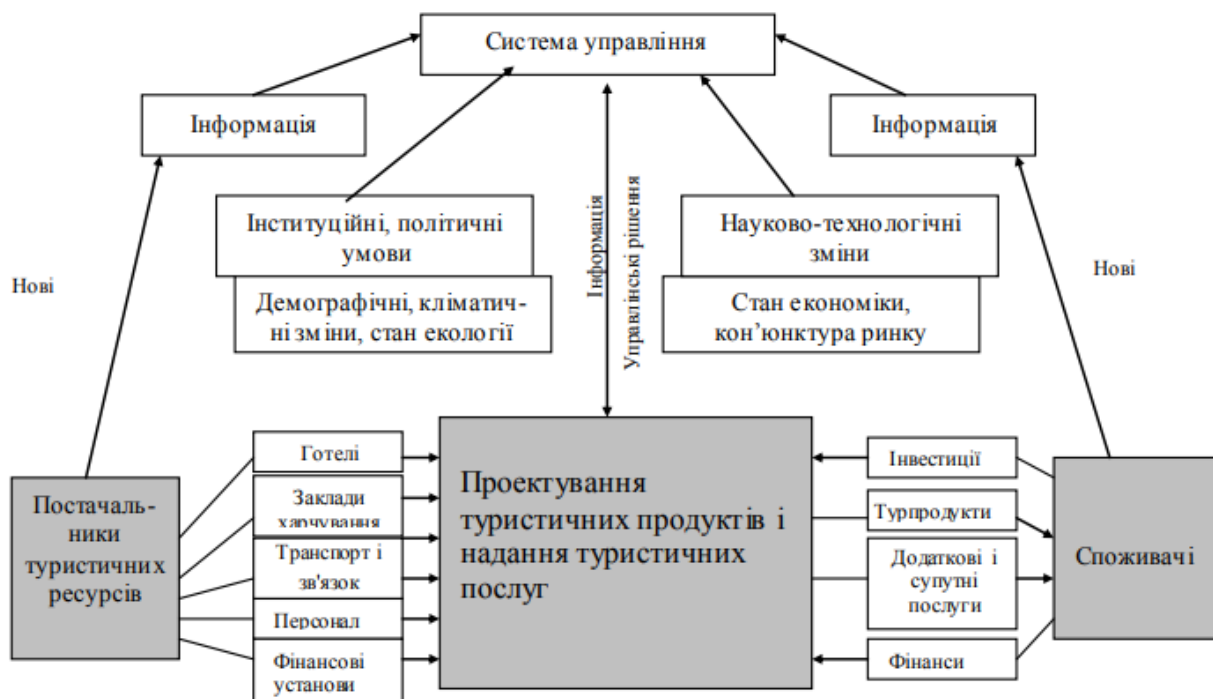 Система управління
Інформація
Інформація
Інституційні, політичні
умови
Науково-технологічні
зміни
Нові
Нові
Демографічні, кліматич-
ні зміни, стан екології
Стан економіки,
кон’юнктура ринку
Інформація
Управлінські рішення
Постачаль-
ники
туристичних
ресурсів
Готелі
Заклади
харчування
Транспорт і
зв'язок
Персонал
Фінансові
установи
Проектування
туристичних продуктів і
надання туристичних
послуг
Інвестиції
Турпродукти
Додаткові і
супутні
послуги
Фінанси
Споживачі